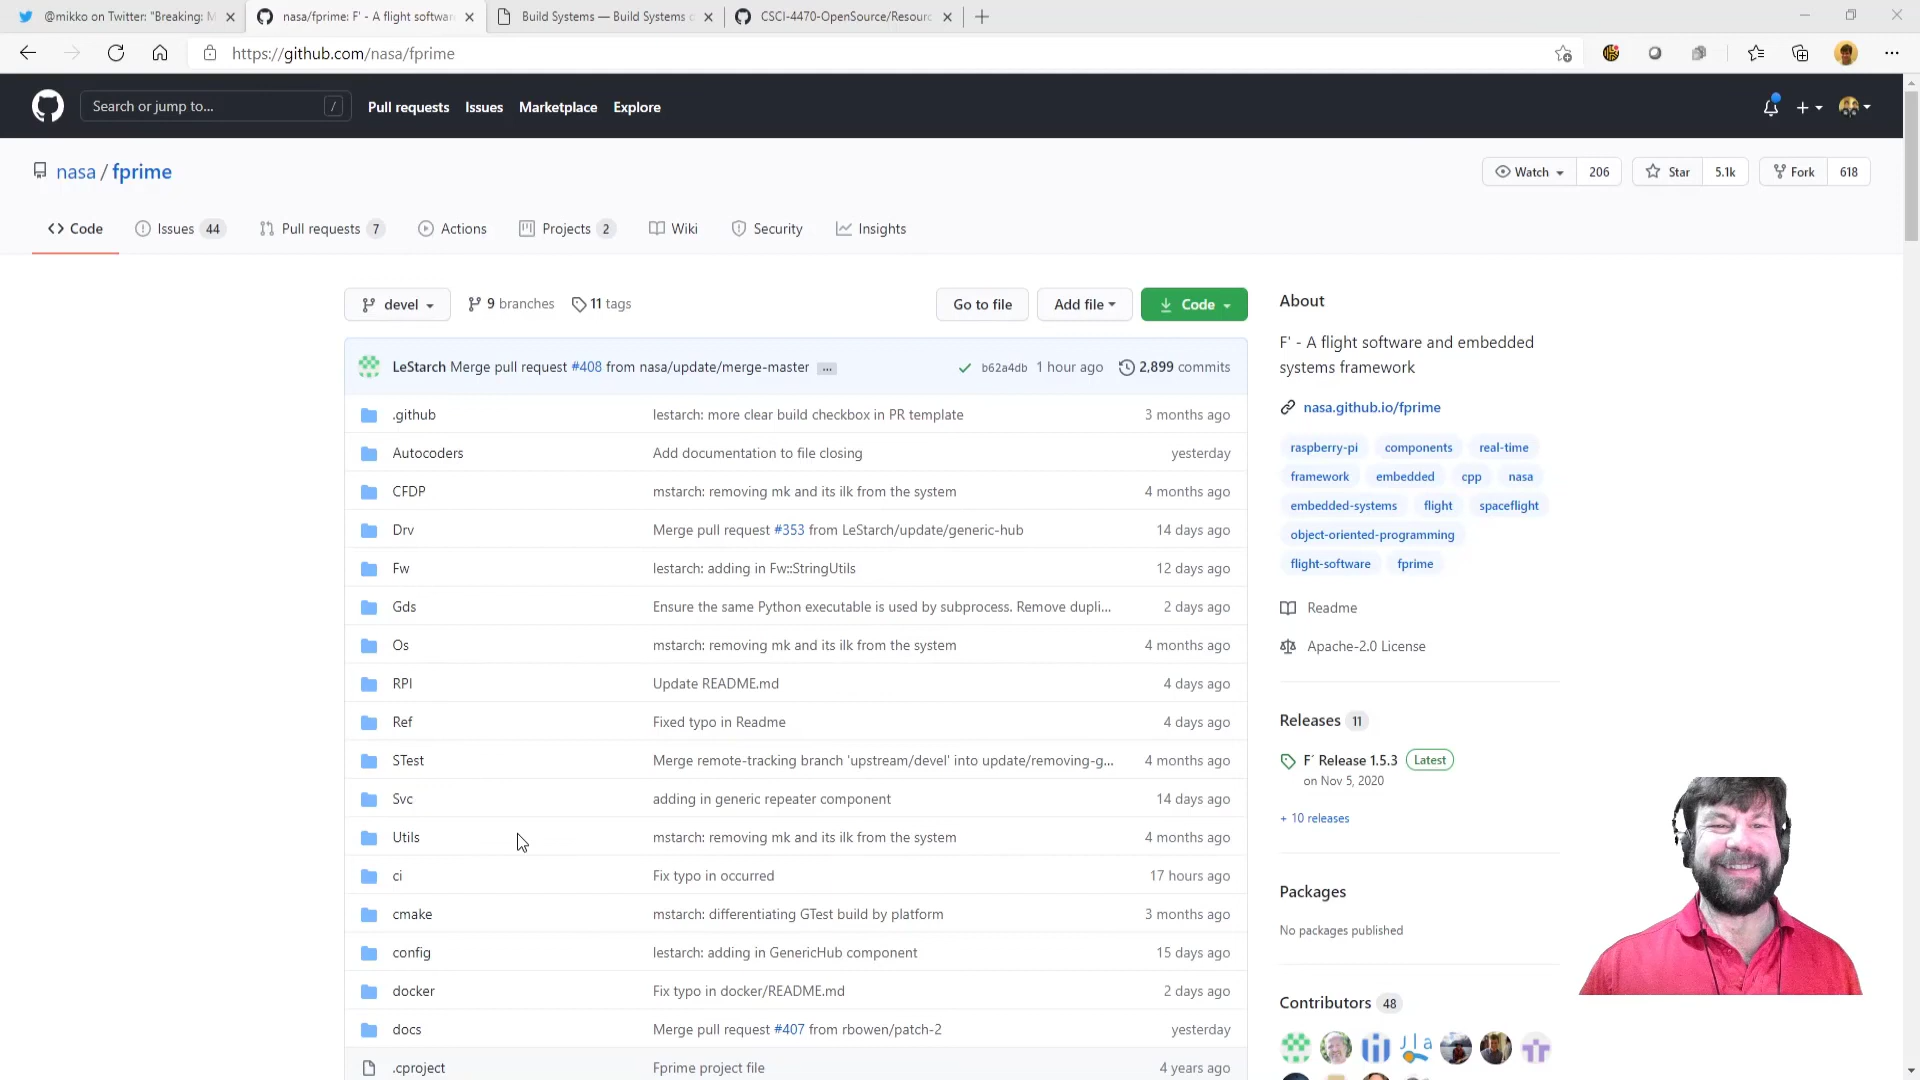 @mikko on Twitter: "Breaking: M
nasa/fprime: F' - A flight softwar
Build Systems — Build Systems c
CSCI-4470-OpenSource/Resourc
https://github.com/nasa/fprime
Search or jump to...
/
Pull requests
Issues
Marketplace
Explore
nasa / fprime
Watch
206
Star
5.1k
Fork
618
Code
Issues 44
Pull requests 7
Actions
Projects 2
Wiki
Security
Insights
devel
9 branches
11 tags
Go to file
Add file
Code
LeStarch Merge pull request #408 from nasa/update/merge-master ...
b62a4db 1 hour ago
2,899 commits
.github lestarch: more clear build checkbox in PR template 3 months ago
Autocoders Add documentation to file closing yesterday
CFDP mstarch: removing mk and its ilk from the system 4 months ago
Drv Merge pull request #353 from LeStarch/update/generic-hub 14 days ago
Fw lestarch: adding in Fw::StringUtils 12 days ago
Gds Ensure the same Python executable is used by subprocess. Remove dupli... 2 days ago
Os mstarch: removing mk and its ilk from the system 4 months ago
RPI Update README.md 4 days ago
Ref Fixed typo in Readme 4 days ago
STest Merge remote-tracking branch 'upstream/devel' into update/removing-g... 4 months ago
Svc adding in generic repeater component 14 days ago
Utils mstarch: removing mk and its ilk from the system 4 months ago
ci Fix typo in occurred 17 hours ago
cmake mstarch: differentiating GTest build by platform 3 months ago
config lestarch: adding in GenericHub component 15 days ago
docker Fix typo in docker/README.md 2 days ago
docs Merge pull request #407 from rbowen/patch-2 yesterday
.cproject Fprime project file 4 years ago
About
F' - A flight software and embedded
systems framework
nasa.github.io/fprime
raspberry-pi components real-time
framework embedded cpp nasa
embedded-systems flight spaceflight
object-oriented-programming
flight-software fprime
Readme
Apache-2.0 License
Releases 11
F´ Release 1.5.3 Latest
on Nov 5, 2020
+ 10 releases
Packages
No packages published
Contributors 48